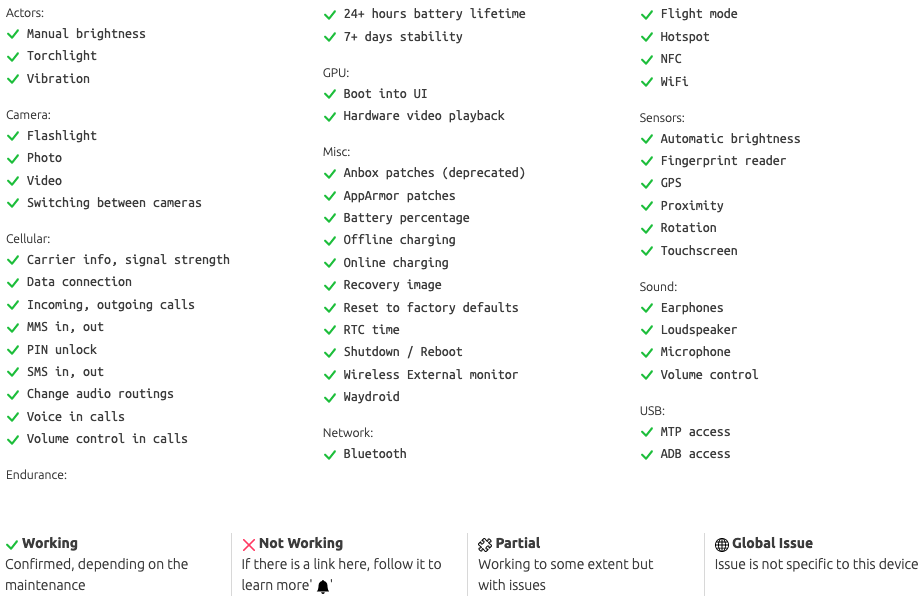 Actors:
Manual brightness
Torchlight
Vibration
Camera:
Flashlight
Photo
Video
Switching between cameras
Cellular:
Carrier info, signal strength
Data connection
Incoming, outgoing calls
MMS in, out
PIN unlock
SMS in, out
Change audio routings
Voice in calls
Volume control in calls
Endurance:
24+ hours battery lifetime
7+ days stability
GPU:
Boot into UI
Hardware video playback
Misc:
Anbox patches (deprecated)
AppArmor patches
Battery percentage
Offline charging
Online charging
Recovery image
Reset to factory defaults
RTC time
Shutdown / Reboot
Wireless External monitor
Waydroid
Network:
Bluetooth
Flight mode
Hotspot
NFC
WiFi
Sensors:
Automatic brightness
Fingerprint reader
GPS
Proximity
Rotation
Touchscreen
Sound:
Earphones
Loudspeaker
Microphone
Volume control
USB:
MTP access
ADB access
Working
Confirmed, depending on the
maintenance
Not Working
If there is a link here, follow it to
learn more' '
Partial
Working to some extent but
with issues
Global Issue
Issue is not specific to this device